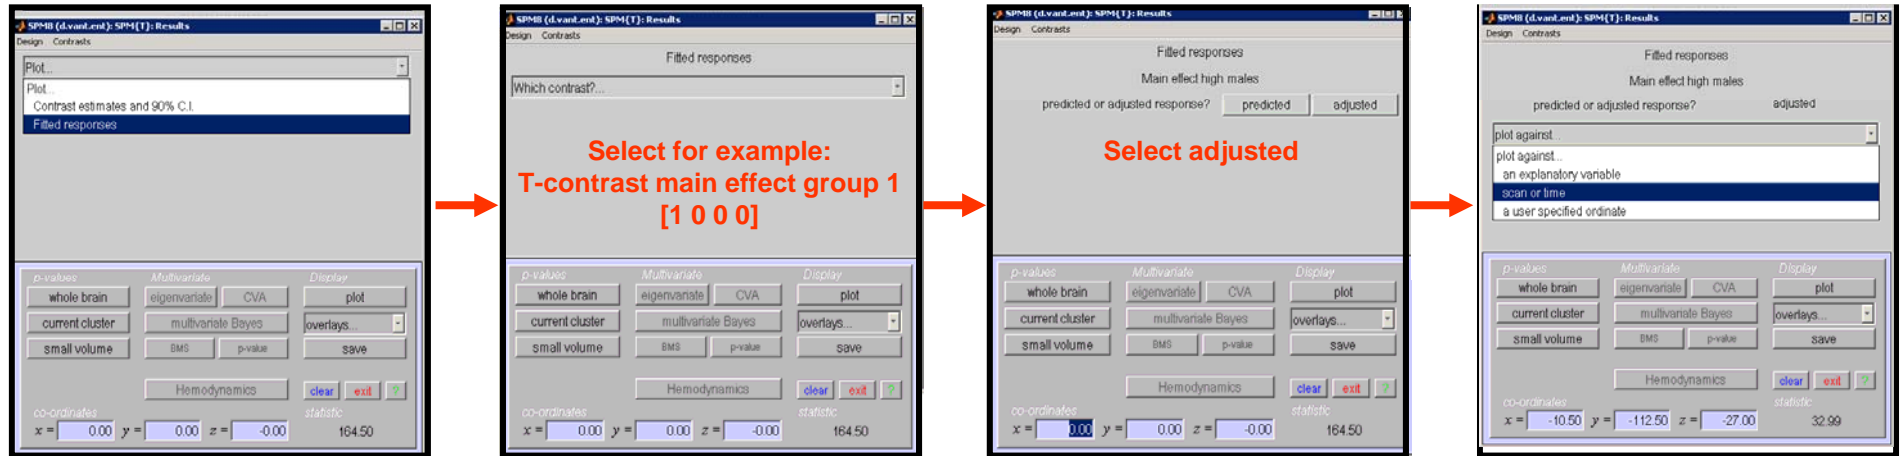 SPM8 (d.vant.ent): SPM{T}: Results
Design Contrasts
Plot...
Plot...
Contrast estimates and 90% C.I.
Fitted responses
p-values Multivariate Display
whole brain eigenvariate CVA plot
current cluster multivariate Bayes overlays...
small volume BMS p-value save
Hemodynamics clear exit ?
co-ordinates statistic
x = 0.00 y = 0.00 z = -0.00 164.50
SPM8 (d.vant.ent): SPM{T}: Results
Design Contrasts
Fitted responses
Which contrast?...
Select for example:
T-contrast main effect group 1
[1 0 0 0]
p-values Multivariate Display
whole brain eigenvariate CVA plot
current cluster multivariate Bayes overlays...
small volume BMS p-value save
Hemodynamics clear exit ?
co-ordinates statistic
x = 0.00 y = 0.00 z = -0.00 164.50
SPM8 (d.vant.ent): SPM{T}: Results
Design Contrasts
Fitted responses
Main effect high males
predicted or adjusted response? predicted adjusted
Select adjusted
p-values Multivariate Display
whole brain eigenvariate CVA plot
current cluster multivariate Bayes overlays...
small volume BMS p-value save
Hemodynamics clear exit ?
co-ordinates statistic
x = 0.00 y = 0.00 z = -0.00 164.50
SPM8 (d.vant.ent): SPM{T}: Results
Design Contrasts
Fitted responses
Main effect high males
predicted or adjusted response? adjusted
plot against...
plot against...
an explanatory variable
scan or time
a user specified ordinate
p-values Multivariate Display
whole brain eigenvariate CVA plot
current cluster multivariate Bayes overlays...
small volume BMS p-value save
Hemodynamics clear exit ?
co-ordinates statistic
x = -10.50 y = -112.50 z = -27.00 32.99